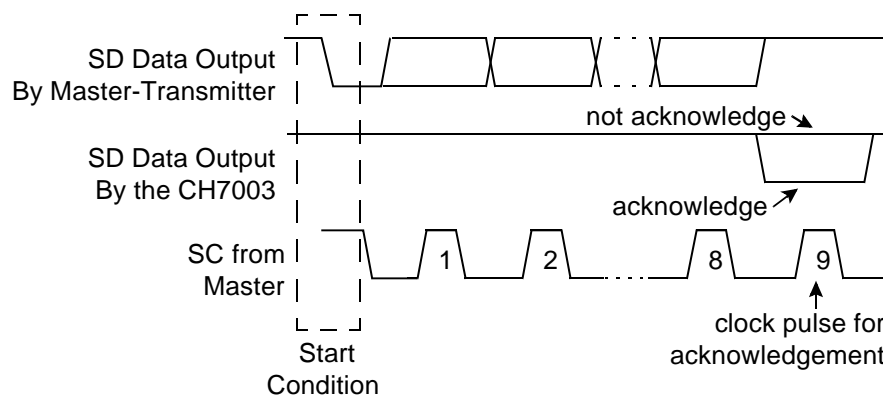 SD Data Output
By Master-Transmitter
not acknowledge
SD Data Output
By the CH7003
acknowledge
SC from
Master
1
2
8
9
clock pulse for
acknowledgement
Start
Condition